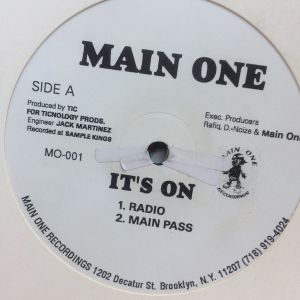 MAIN ONE
SIDE A
Produced by TIC
FOR TICNOLOGY PRODS.
Engineer JACK MARTINEZ
Recorded at SAMPLE KINGS
Exec. Producers
Rafiq, D.-Noize & Main One
MO-001
MAIN ONE
IT'S ON
1. RADIO
2. MAIN PASS
MAIN ONE RECORDINGS 1202 Decatur St. Brooklyn, N.Y. 11207 (718) 919-4024